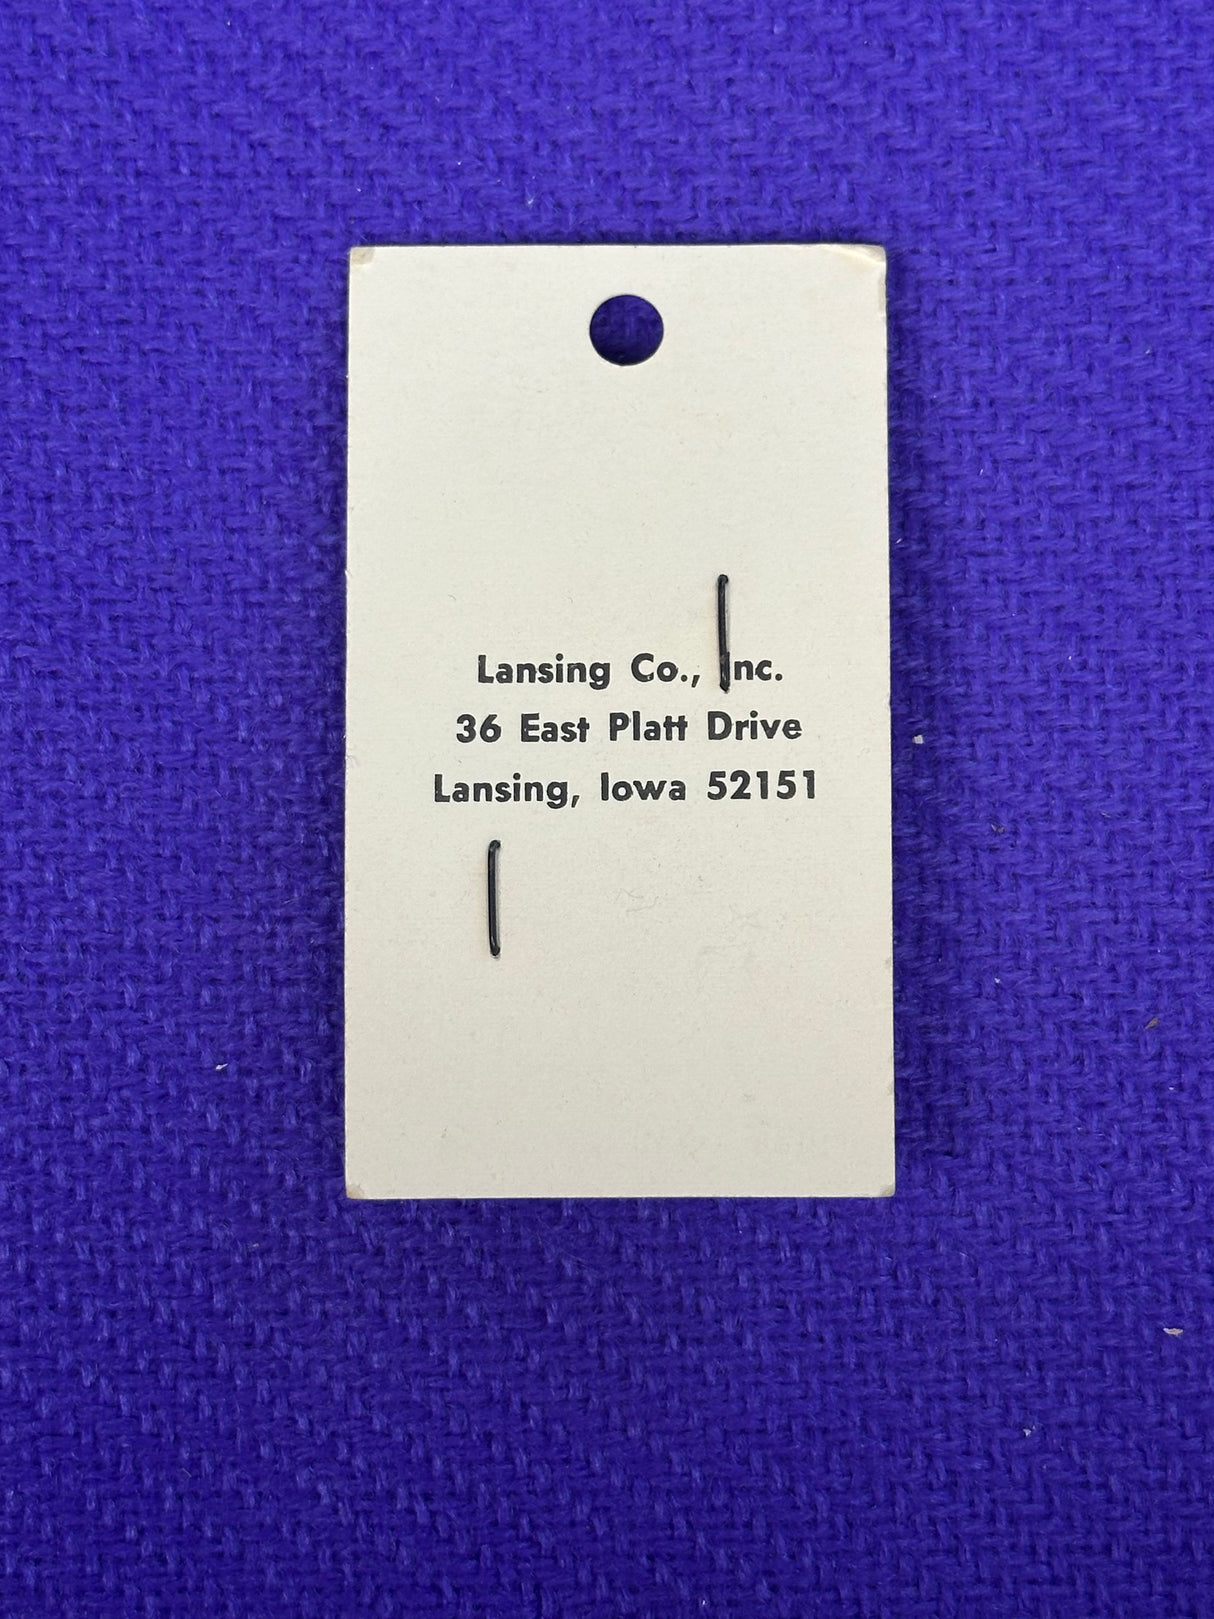 Lansing Co., Inc.
36 East Platt Drive
Lansing, Iowa 52151